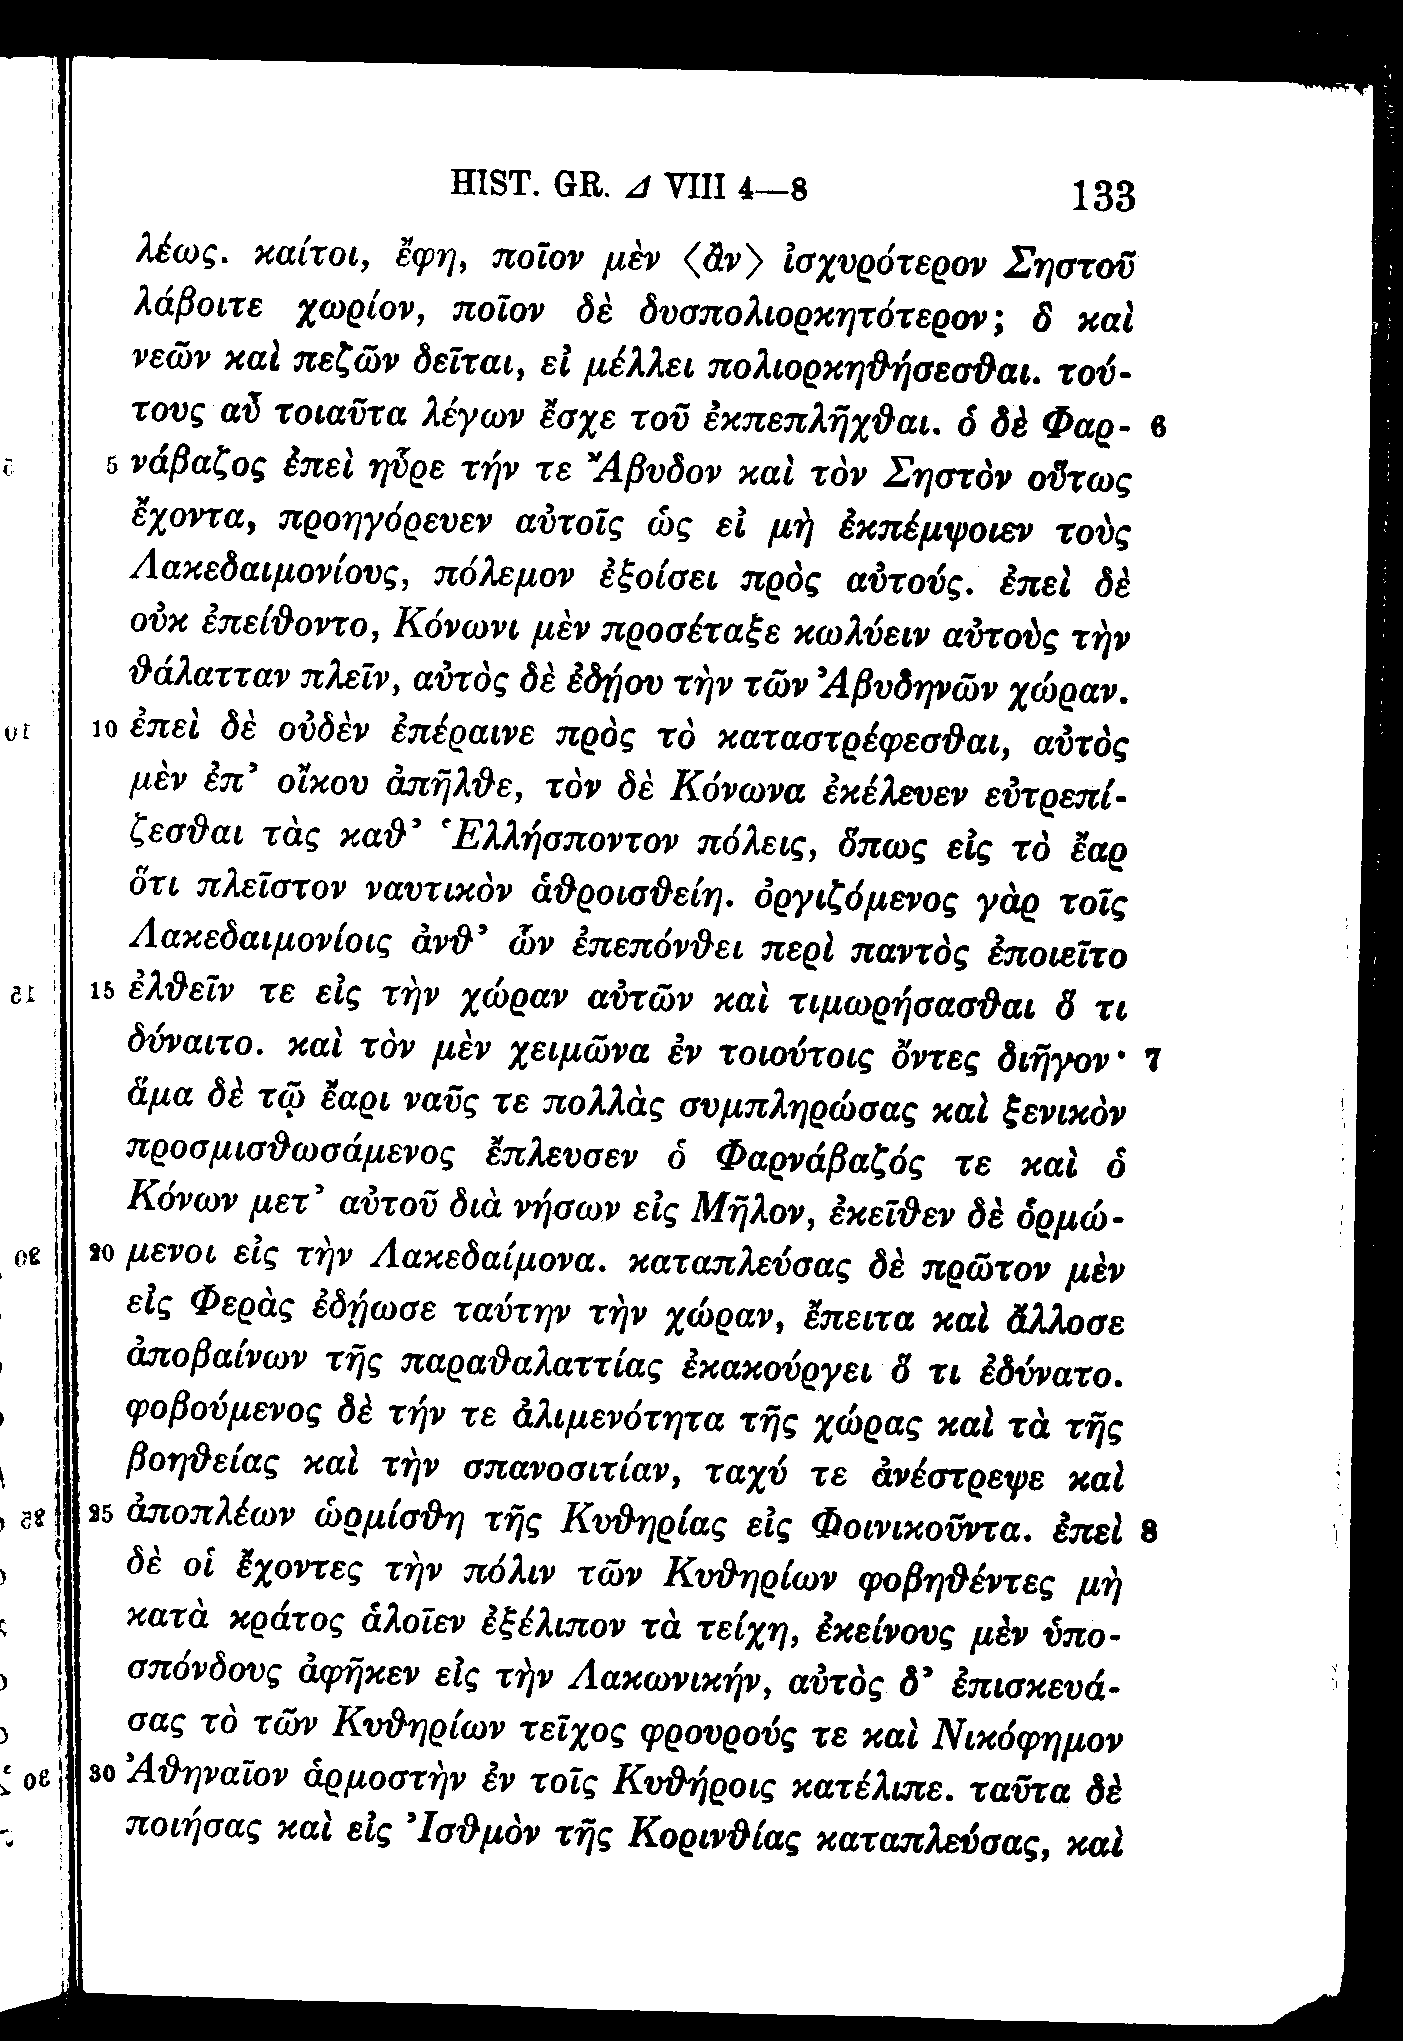 HIST. GR. Δ VIII 4—8 133
λέως. καίτοι, ἔφη, ποῖον μὲν 〈ἂν〉 ἰσχυρότερον Σηστοῦ
λάβοιτε χωρίον, ποῖον δὲ δυσπολιορκητότερον; ὃ καὶ
νεῶν καὶ πεζῶν δεῖται, εἰ μέλλει πολιορκηθήσεσθαι. τού-
τους αὖ τοιαῦτα λέγων ἔσχε τοῦ ἐκπεπλῆχθαι. ὁ δὲ Φαρ- 6
5 νάβαζος ἐπεὶ ηὗρε τήν τε Ἄβυδον καὶ τὸν Σηστὸν οὕτως
ἔχοντα, προηγόρευεν αὐτοῖς ὡς εἰ μὴ ἐκπέμψοιεν τοὺς
Λακεδαιμονίους, πόλεμον ἐξοίσει πρὸς αὐτούς. ἐπεὶ δὲ
οὐκ ἐπείθοντο, Κόνωνι μὲν προσέταξε κωλύειν αὐτοὺς τὴν
θάλατταν πλεῖν, αὐτὸς δὲ ἐδῄου τὴν τῶν Ἀβυδηνῶν χώραν.
10 ἐπεὶ δὲ οὐδὲν ἐπέραινε πρὸς τὸ καταστρέφεσθαι, αὐτὸς
μὲν ἐπ’ οἴκου ἀπῆλθε, τὸν δὲ Κόνωνα ἐκέλευεν εὐτρεπί-
ζεσθαι τὰς καθ’ Ἑλλήσποντον πόλεις, ὅπως εἰς τὸ ἔαρ
ὅτι πλεῖστον ναυτικὸν ἁθροισθείη. ὀργιζόμενος γὰρ τοῖς
Λακεδαιμονίοις ἀνθ’ ὧν ἐπεπόνθει περὶ παντὸς ἐποιεῖτο
15 ἐλθεῖν τε εἰς τὴν χώραν αὐτῶν καὶ τιμωρήσασθαι ὅ τι
δύναιτο. καὶ τὸν μὲν χειμῶνα ἐν τοιούτοις ὄντες διῆγον· 7
ἅμα δὲ τῷ ἔαρι ναῦς τε πολλὰς συμπληρώσας καὶ ξενικὸν
προσμισθωσάμενος ἔπλευσεν ὁ Φαρνάβαζός τε καὶ ὁ
Κόνων μετ’ αὐτοῦ διὰ νήσων εἰς Μῆλον, ἐκεῖθεν δὲ ὁρμώ-
20 μενοι εἰς τὴν Λακεδαίμονα. καταπλεύσας δὲ πρῶτον μὲν
εἰς Φερὰς ἐδῄωσε ταύτην τὴν χώραν, ἔπειτα καὶ ἄλλοσε
ἀποβαίνων τῆς παραθαλαττίας ἐκακούργει ὅ τι ἐδύνατο.
φοβούμενος δὲ τήν τε ἀλιμενότητα τῆς χώρας καὶ τὰ τῆς
βοηθείας καὶ τὴν σπανοσιτίαν, ταχύ τε ἀνέστρεψε καὶ
25 ἀποπλέων ὡρμίσθη τῆς Κυθηρίας εἰς Φοινικοῦντα. ἐπεὶ 8
δὲ οἱ ἔχοντες τὴν πόλιν τῶν Κυθηρίων φοβηθέντες μὴ
κατὰ κράτος ἁλοῖεν ἐξέλιπον τὰ τείχη, ἐκείνους μὲν ὑπο-
σπόνδους ἀφῆκεν εἰς τὴν Λακωνικήν, αὐτὸς δ’ ἐπισκευά-
σας τὸ τῶν Κυθηρίων τεῖχος φρουρούς τε καὶ Νικόφημον
30 Ἀθηναῖον ἁρμοστὴν ἐν τοῖς Κυθήροις κατέλιπε. ταῦτα δὲ
ποιήσας καὶ εἰς Ἰσθμὸν τῆς Κορινθίας καταπλεύσας, καὶ